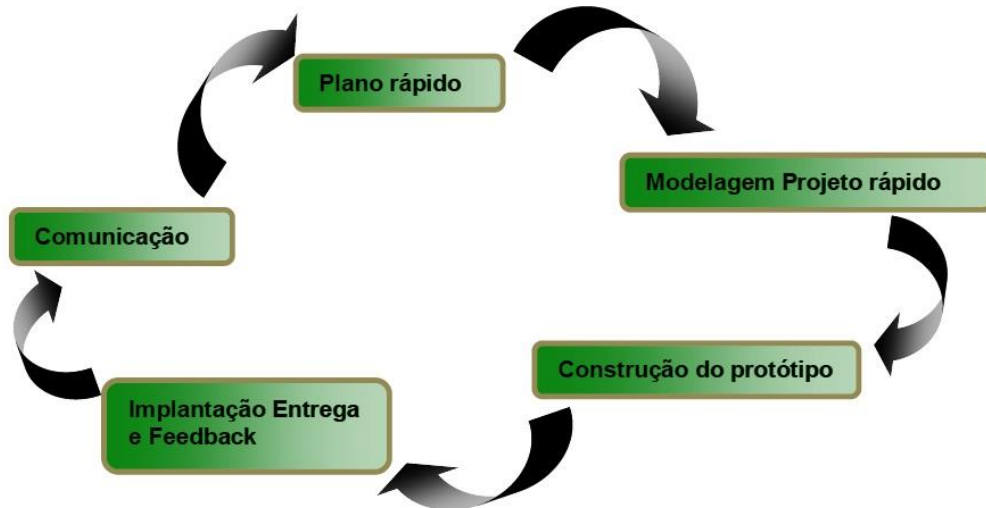 Plano rápido
Modelagem Projeto rápido
Comunicação
Construção do protótipo
Implantação Entrega
e Feedback